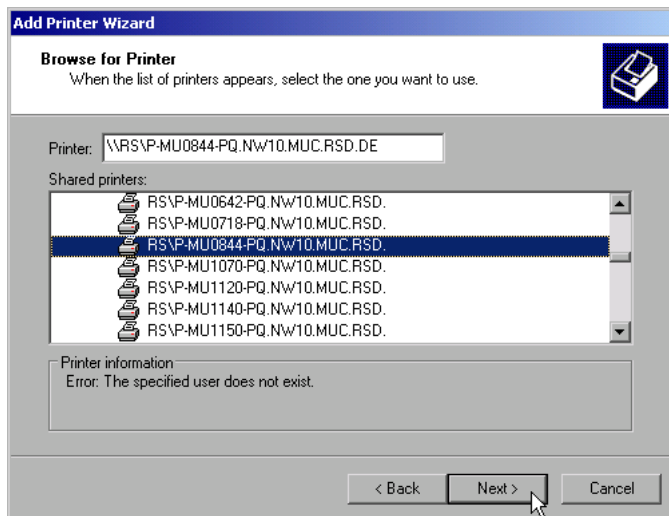 Add Printer Wizard
Browse for Printer
When the list of printers appears, select the one you want to use.
Printer: \\RS\P-MU0844-PQ.NW10.MUC.RSD.DE
Shared printers:
RS\P-MU0642-PQ.NW10.MUC.RSD.
RS\P-MU0718-PQ.NW10.MUC.RSD.
RS\P-MU0844-PQ.NW10.MUC.RSD.
RS\P-MU1070-PQ.NW10.MUC.RSD.
RS\P-MU1120-PQ.NW10.MUC.RSD.
RS\P-MU1140-PQ.NW10.MUC.RSD.
RS\P-MU1150-PQ.NW10.MUC.RSD.
Printer information
Error: The specified user does not exist.
< Back Next > Cancel